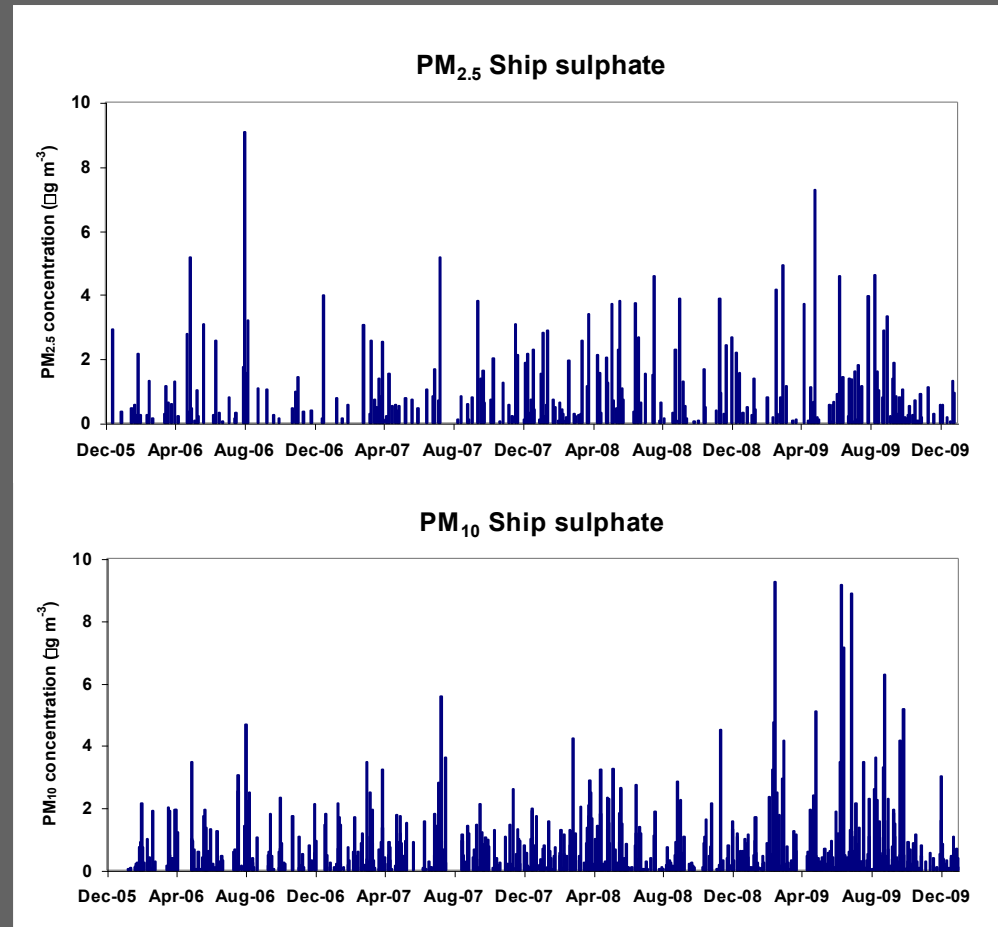 PM2.5 Ship sulphate
PM2.5 concentration (□g m-3)
10
8
6
4
2
0
Dec-05 Apr-06 Aug-06 Dec-06 Apr-07 Aug-07 Dec-07 Apr-08 Aug-08 Dec-08 Apr-09 Aug-09 Dec-09
PM10 Ship sulphate
PM10 concentration (□g m-3)
10
8
6
4
2
0
Dec-05 Apr-06 Aug-06 Dec-06 Apr-07 Aug-07 Dec-07 Apr-08 Aug-08 Dec-08 Apr-09 Aug-09 Dec-09